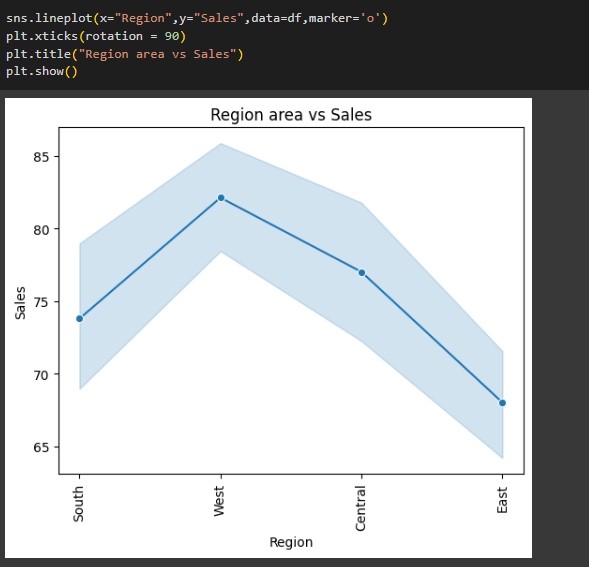 sns.lineplot(x="Region",y="Sales",data=df,marker='o')
plt.xticks(rotation = 90)
plt.title("Region area vs Sales")
plt.show()
Region area vs Sales
85
80
75
70
65
Sales
South
West
Central
East
Region